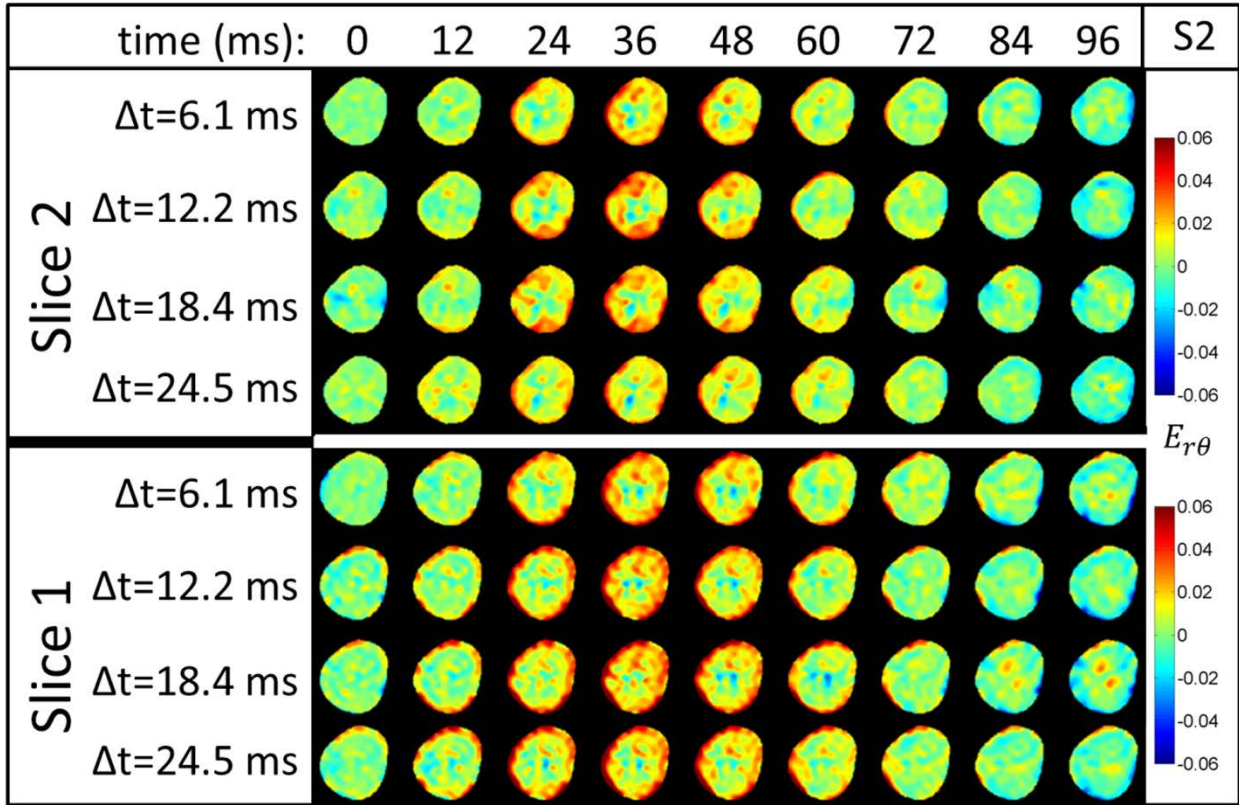 time (ms): 0 12 24 36 48 60 72 84 96 S2
Slice 2
Δt=6.1 ms
Δt=12.2 ms
Δt=18.4 ms
Δt=24.5 ms
0.06
0.04
0.02
0
-0.02
-0.04
-0.06
E_{rθ}
Slice 1
Δt=6.1 ms
Δt=12.2 ms
Δt=18.4 ms
Δt=24.5 ms
0.06
0.04
0.02
0
-0.02
-0.04
-0.06